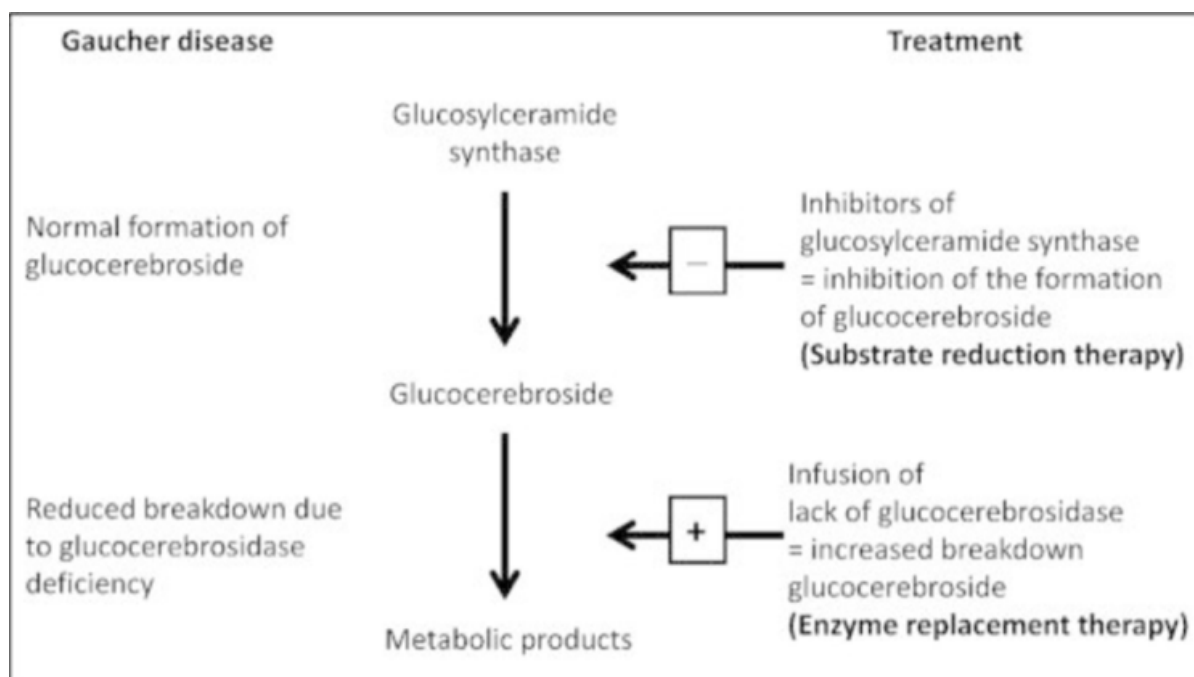 Gaucher disease
Treatment
Glucosylceramide
synthase
Normal formation of
glucocerebroside
−
Inhibitors of
glucosylceramide synthase
= inhibition of the formation
of glucocerebroside
(Substrate reduction therapy)
Glucocerebroside
Reduced breakdown due
to glucocerebrosidase
deficiency
+
Infusion of
lack of glucocerebrosidase
= increased breakdown
glucocerebroside
(Enzyme replacement therapy)
Metabolic products